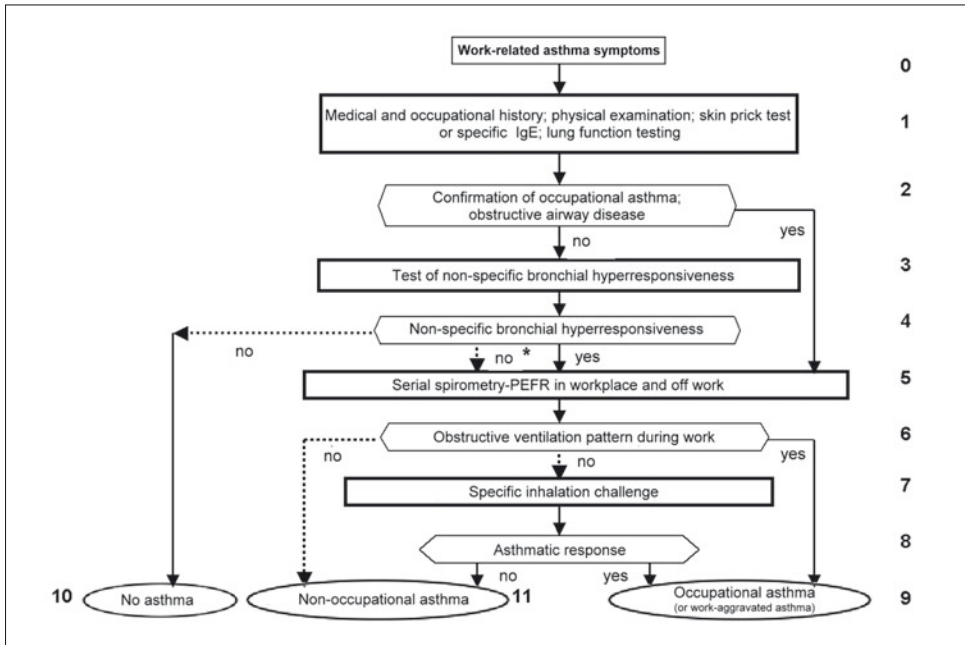 Work-related asthma symptoms
0
Medical and occupational history; physical examination; skin prick test
or specific IgE; lung function testing
1
Confirmation of occupational asthma;
obstructive airway disease
2
yes
no
Test of non-specific bronchial hyperresponsiveness
3
Non-specific bronchial hyperresponsiveness
4
no
no *
yes
Serial spirometry-PEFR in workplace and off work
5
Obstructive ventilation pattern during work
6
no
no
yes
Specific inhalation challenge
7
Asthmatic response
8
no
yes
10
No asthma
Non-occupational asthma
11
Occupational asthma
(or work-aggravated asthma)
9